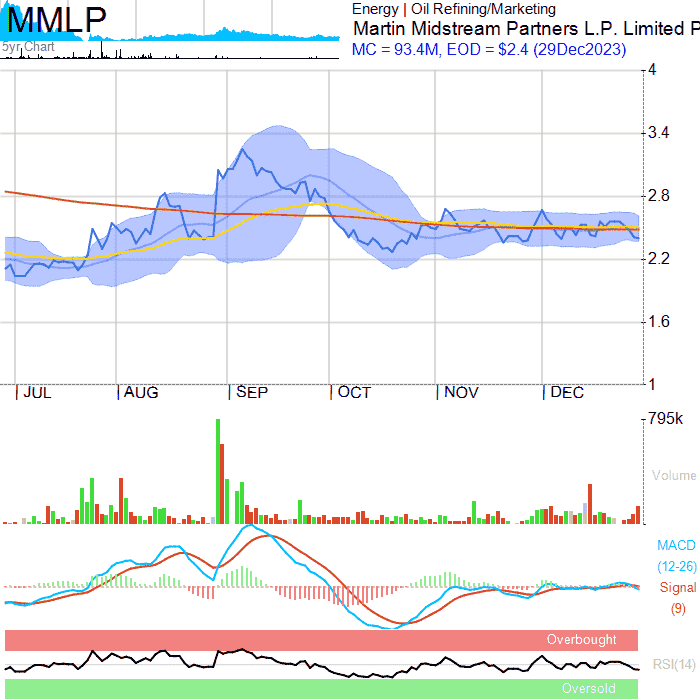 MMLP
5yr Chart
Energy | Oil Refining/Marketing
Martin Midstream Partners L.P. Limited P
MC = 93.4M, EOD = $2.4 (29Dec2023)
4
3.4
2.8
2.2
1.6
1
JUL AUG SEP OCT NOV DEC
795k
Volume
MACD
(12-26)
Signal
(9)
Overbought
RSI(14)
Oversold